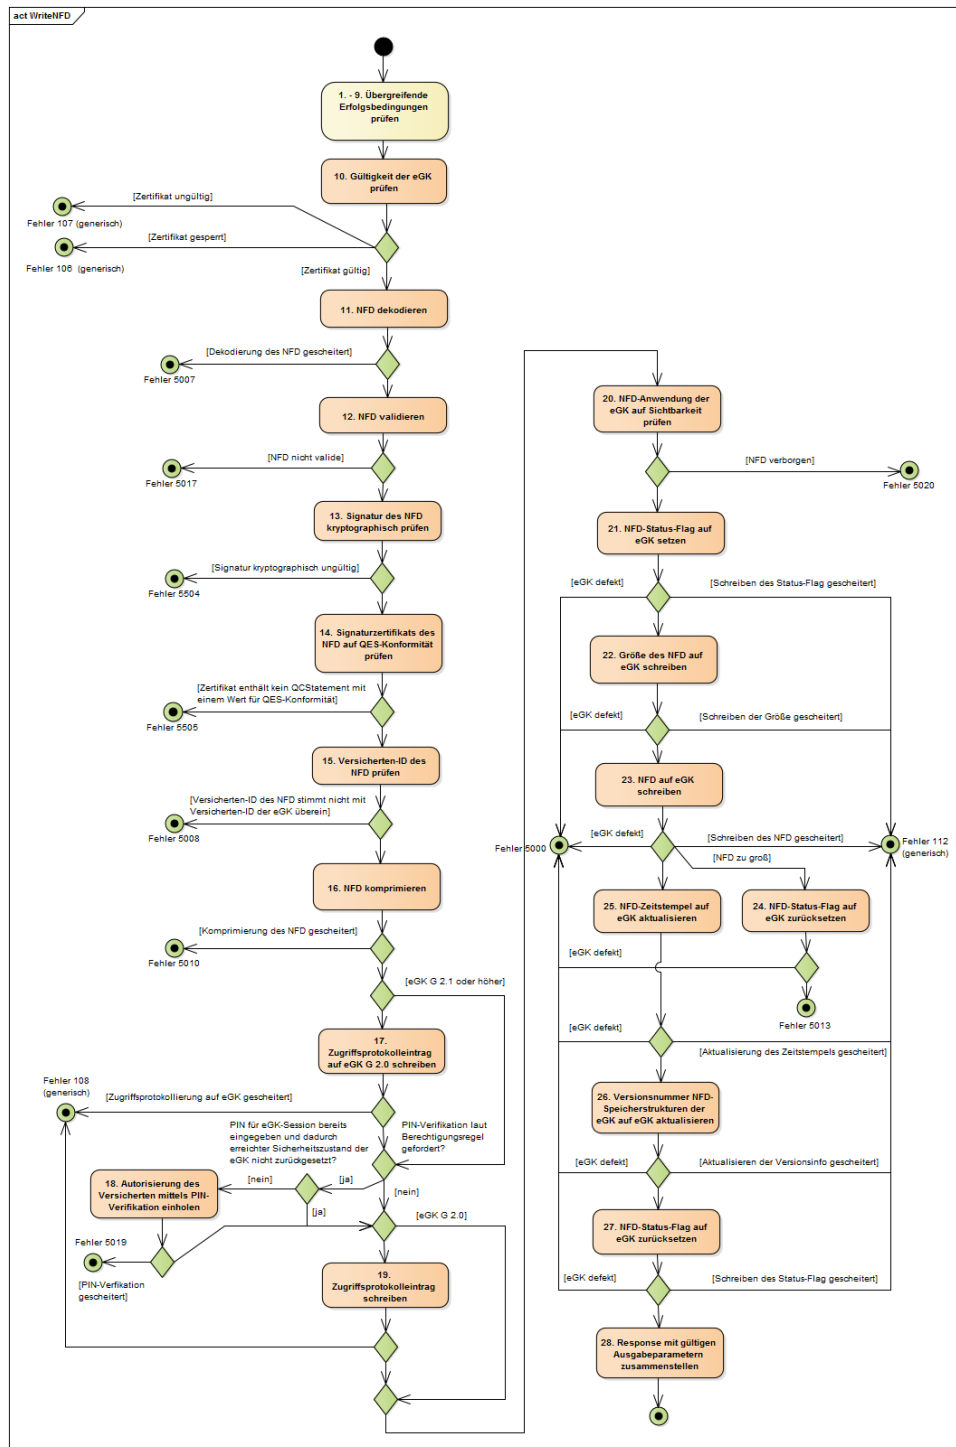 act WriteNFD
1. - 9. Übergreifende
Erfolgsbedingungen
prüfen
10. Gültigkeit der eGK
prüfen
[Zertifikat ungültig]
Fehler 107 (generisch)
[Zertifikat gesperrt]
Fehler 106 (generisch)
[Zertifikat gültig]
11. NFD dekodieren
[Dekodierung des NFD gescheitert]
Fehler 5007
12. NFD validieren
[NFD nicht valide]
Fehler 5017
13. Signatur des NFD
kryptographisch prüfen
[Signatur kryptographisch ungültig]
Fehler 5504
14. Signaturzertifikats des
NFD auf QES-Konformität
prüfen
[Zertifikat enthält kein QCStatement mit
einem Wert für QES-Konformität]
Fehler 5505
15. Versicherten-ID des
NFD prüfen
[Versicherten-ID des NFD stimmt nicht mit
Versicherten-ID der eGK überein]
Fehler 5008
16. NFD komprimieren
[Komprimierung des NFD gescheitert]
Fehler 5010
[eGK G 2.1 oder höher]
17.
Zugriffsprotokolleintrag
auf eGK G 2.0 schreiben
Fehler 108
(generisch)
[Zugriffsprotokollierung auf eGK gescheitert]
PIN für eGK-Session bereits
eingegeben und dadurch
erreichter Sicherheitszustand der
eGK nicht zurückgesetzt?
PIN-Verifikation laut
Berechtigungsregel
gefordert?
[nein]
[ja]
18. Autorisierung des
Versicherten mittels PIN-
Verifikation einholen
[nein]
[ja]
[eGK G 2.0]
Fehler 5019
[PIN-Verfikation
gescheitert]
19.
Zugriffsprotokolleintrag
schreiben
20. NFD-Anwendung der
eGK auf Sichtbarkeit
prüfen
[NFD verborgen]
Fehler 5020
21. NFD-Status-Flag auf
eGK setzen
[eGK defekt]
[Schreiben des Status-Flag gescheitert]
22. Größe des NFD auf
eGK schreiben
[eGK defekt]
[Schreiben der Größe gescheitert]
23. NFD auf eGK
schreiben
[eGK defekt]
[Schreiben des NFD gescheitert]
Fehler 5000
Fehler 112
(generisch)
[NFD zu groß]
25. NFD-Zeitstempel auf
eGK aktualisieren
24. NFD-Status-Flag auf
eGK zurücksetzen
[eGK defekt]
Fehler 5013
[eGK defekt]
[Aktualisierung des Zeitstempels gescheitert]
26. Versionsnummer NFD-
Speicherstrukturen der
eGK auf eGK aktualisieren
[eGK defekt]
[Aktualisieren der Versionsinfo gescheitert]
27. NFD-Status-Flag auf
eGK zurücksetzen
[eGK defekt]
[Schreiben des Status-Flag gescheitert]
28. Response mit gültigen
Ausgabeparametern
zusammenstellen